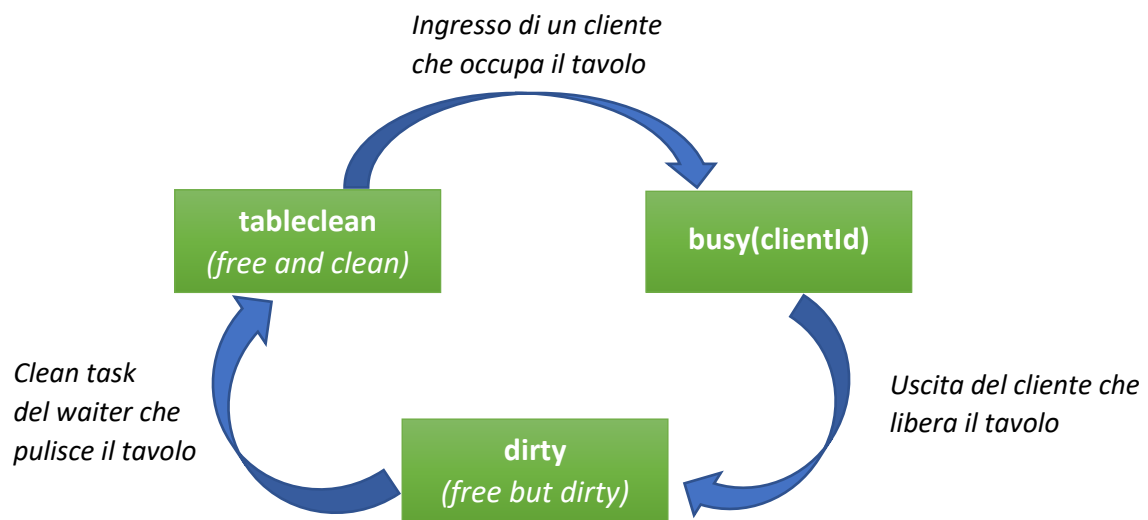 Ingresso di un cliente
che occupa il tavolo
tableclean
(free and clean)
busy(clientId)
Clean task
del waiter che
pulisce il tavolo
Uscita del cliente che
libera il tavolo
dirty
(free but dirty)